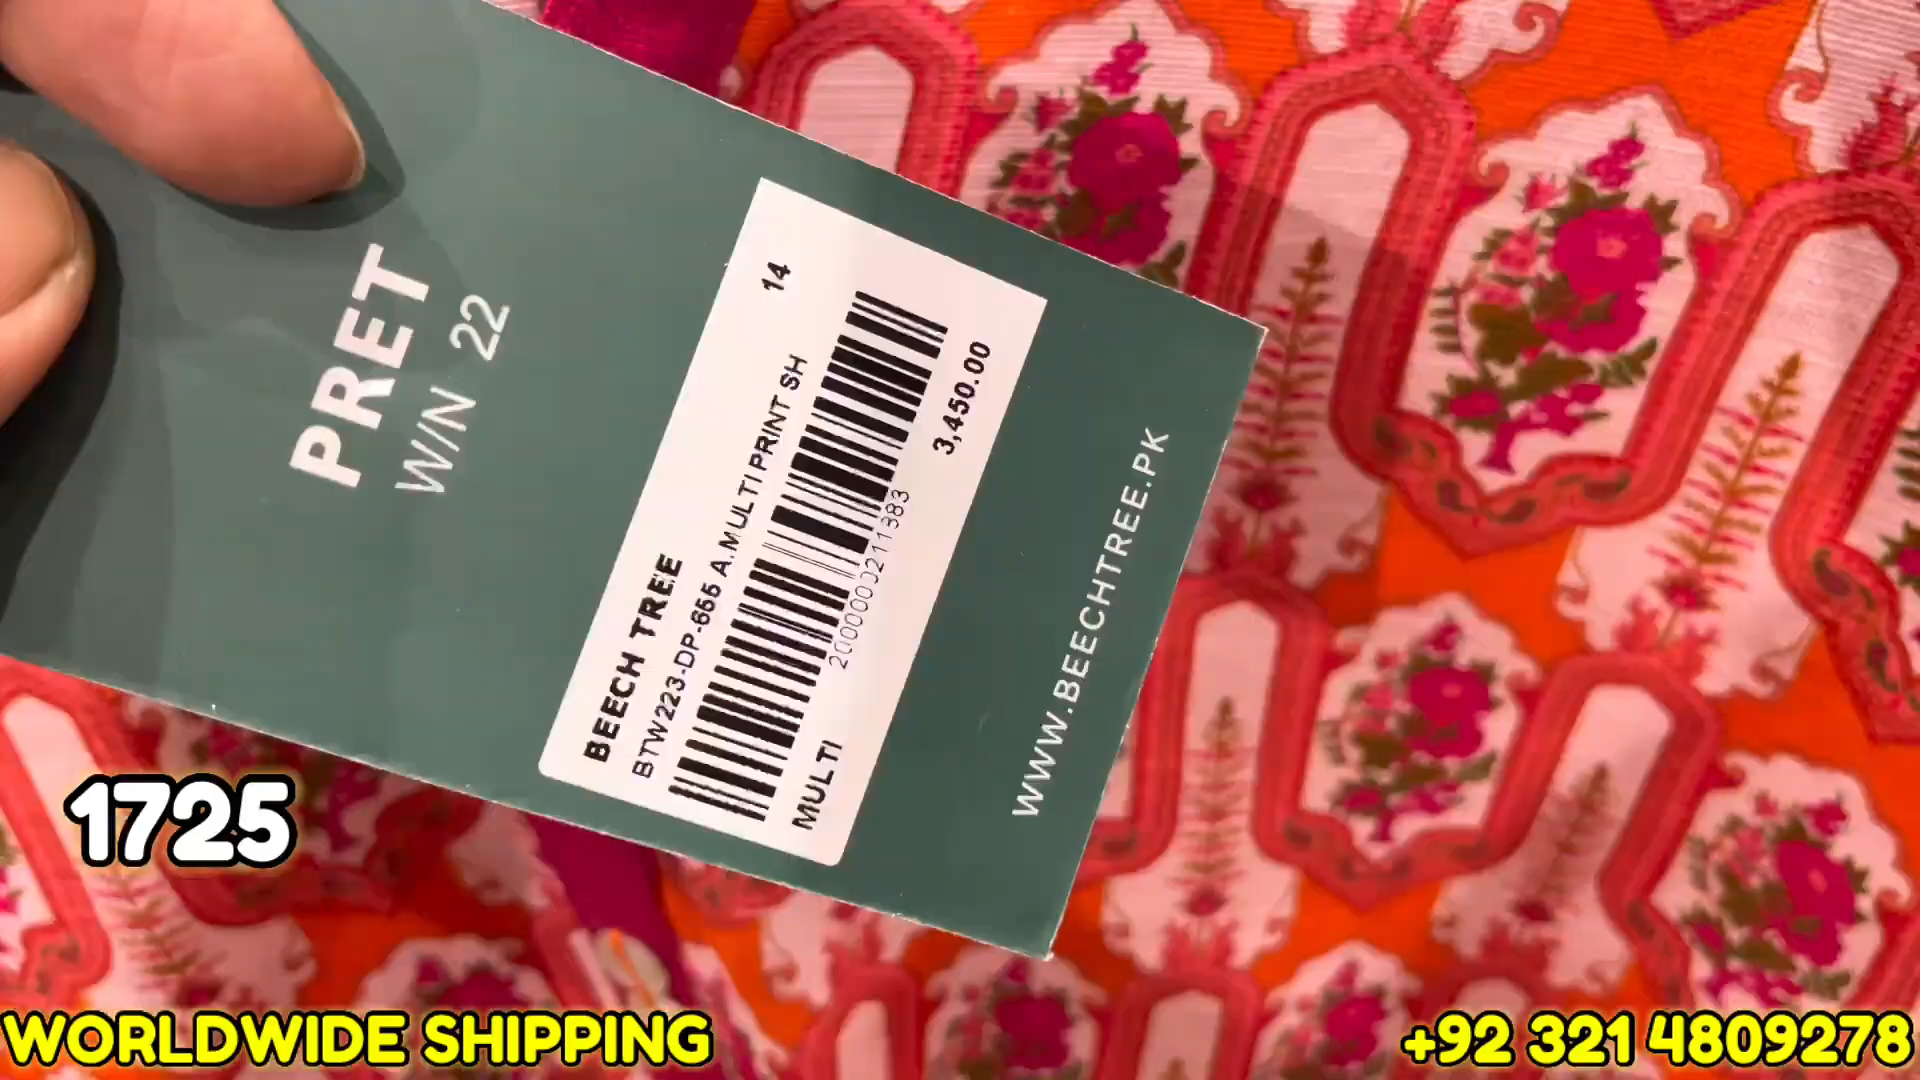 PRET
W/N 22
14
BEECH TREE
BTW223-DP-655 A.MULTI PRINT SH
2000000211383
MULTI
3,450.00
WWW.BEECHTREE.PK
1725
WORLDWIDE SHIPPING
+92 321 4809278